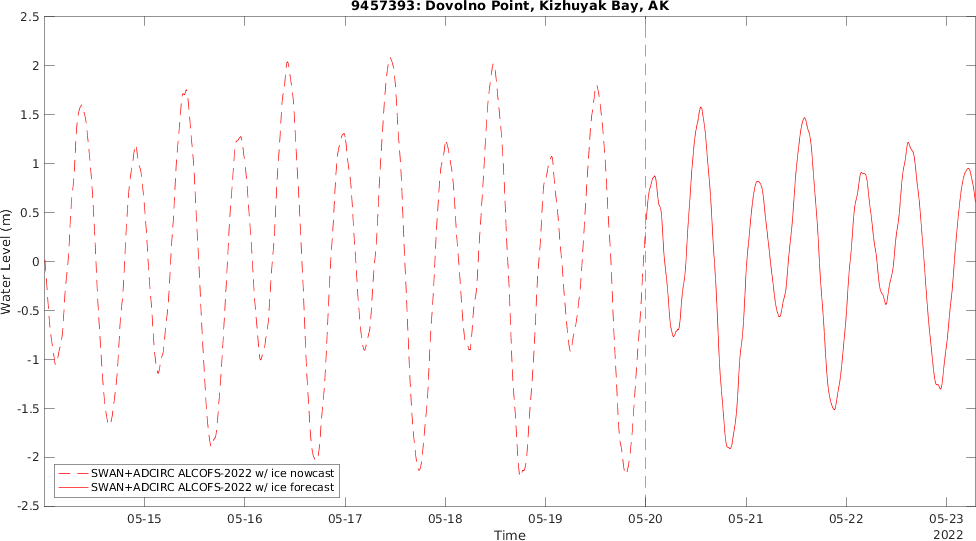 9457393: Dovolno Point, Kizhuyak Bay, AK
Water Level (m)
2.5
2
1.5
1
0.5
0
-0.5
-1
-1.5
-2
-2.5
SWAN+ADCIRC ALCOFS-2022 w/ ice nowcast
SWAN+ADCIRC ALCOFS-2022 w/ ice forecast
05-15 05-16 05-17 05-18 05-19 05-20 05-21 05-22 05-23
Time
2022